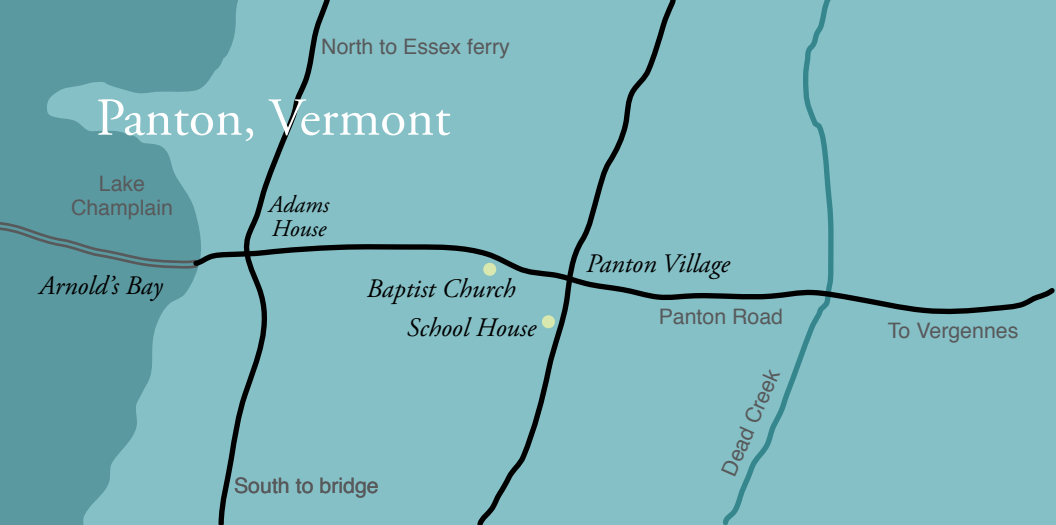 North to Essex ferry
Panton, Vermont
Lake
Champlain
Adams
House
Arnold's Bay
Baptist Church
Panton Village
School House
Panton Road
To Vergennes
Dead Creek
South to bridge